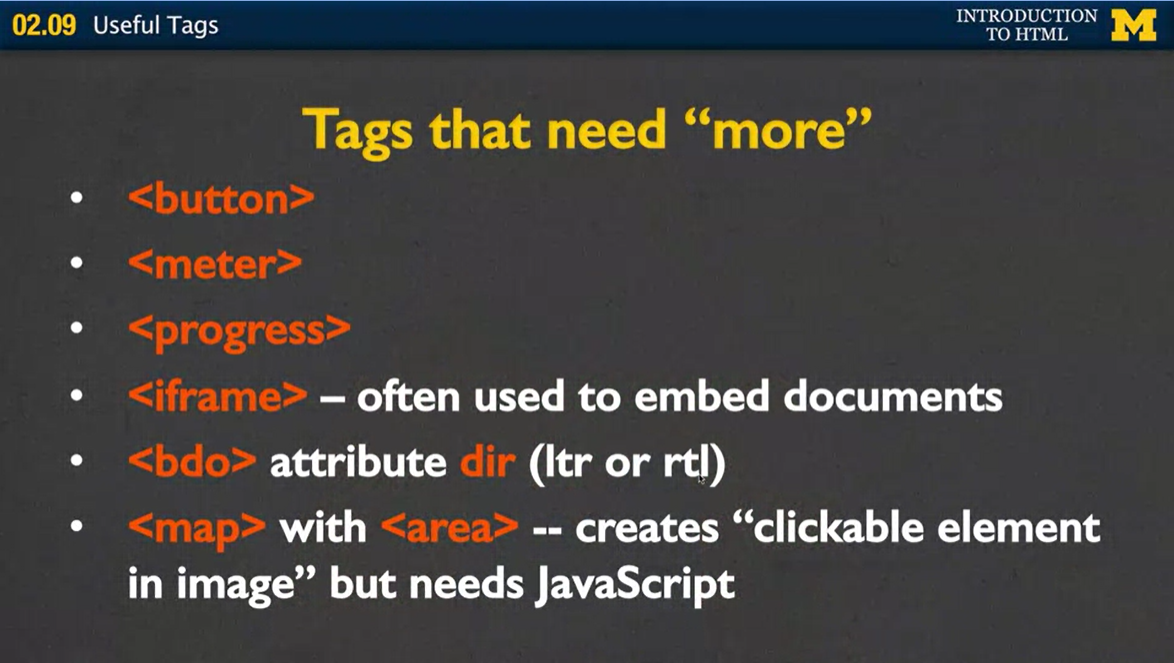 02.09 Useful Tags
INTRODUCTION
TO HTML
M
Tags that need “more”
• <button>
• <meter>
• <progress>
• <iframe> – often used to embed documents
• <bdo> attribute dir (ltr or rtl)
• <map> with <area> -- creates “clickable element
in image” but needs JavaScript